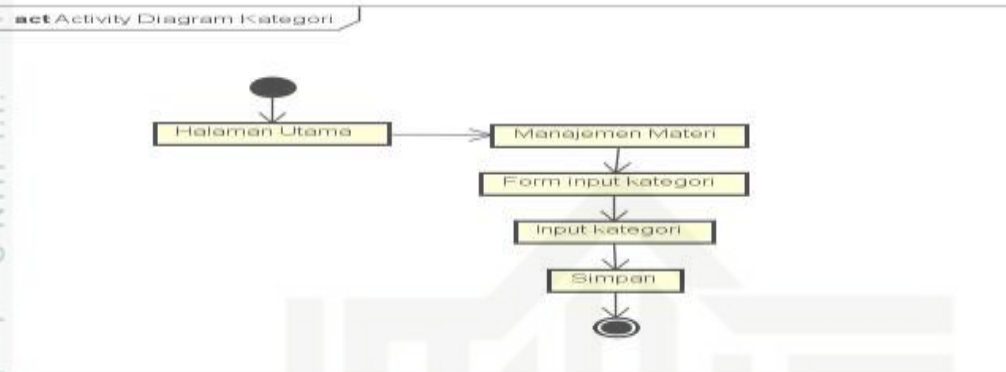 act Activity Diagram Kategori
Halaman Utama
Manajemen Materi
Form input kategori
Input kategori
Simpan